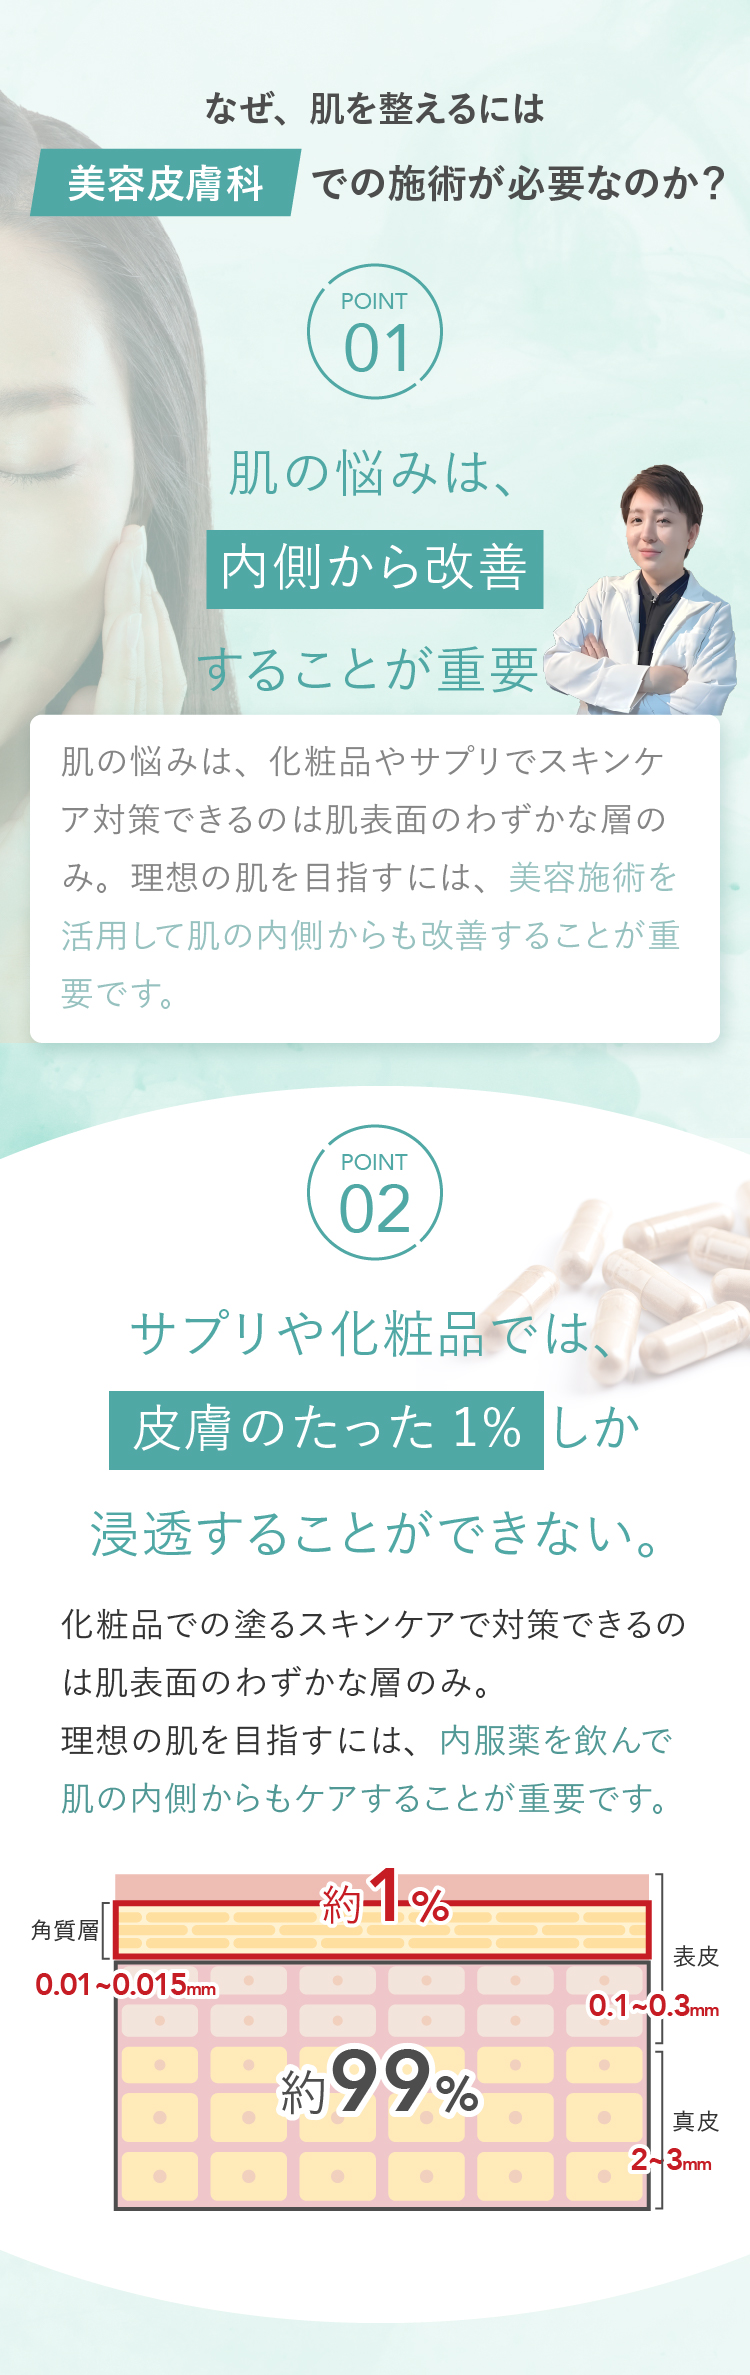 なぜ、肌を整えるには
美容皮膚科 での施術が必要なのか？
POINT
01
肌の悩みは、
内側から改善
することが重要
肌の悩みは、化粧品やサプリでスキンケ
ア対策できるのは肌表面のわずかな層の
み。理想の肌を目指すには、美容施術を
活用して肌の内側からも改善することが重
要です。
POINT
02
サプリや化粧品では、
皮膚のたった 1% しか
浸透することができない。
化粧品での塗るスキンケアで対策できるの
は肌表面のわずかな層のみ。
理想の肌を目指すには、内服薬を飲んで
肌の内側からもケアすることが重要です。
約1%
角質層
表皮
0.01~0.015mm
0.1~0.3mm
約99%
真皮
2~3mm